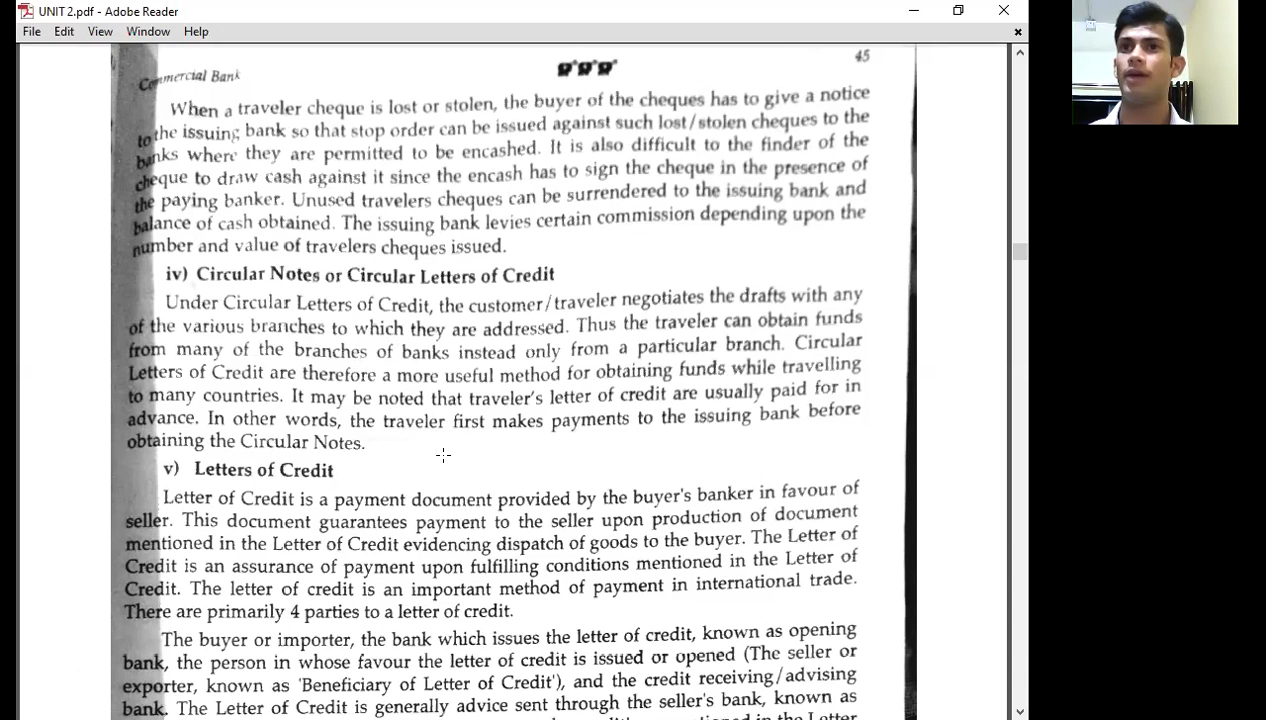 UNIT 2.pdf - Adobe Reader
File Edit View Window Help
Commercial Bank
45
When a traveler cheque is lost or stolen, the buyer of the cheques has to give a notice
to the issuing bank so that stop order can be issued against such lost/stolen cheques to the
banks where they are permitted to be encashed. It is also difficult to the finder of the
cheque to draw cash against it since the encash has to sign the cheque in the presence of
the paying banker. Unused travelers cheques can be surrendered to the issuing bank and
balance of cash obtained. The issuing bank levies certain commission depending upon the
number and value of travelers cheques issued.
iv) Circular Notes or Circular Letters of Credit
Under Circular Letters of Credit, the customer/traveler negotiates the drafts with any
of the various branches to which they are addressed. Thus the traveler can obtain funds
from many of the branches of banks instead only from a particular branch. Circular
Letters of Credit are therefore a more useful method for obtaining funds while travelling
to many countries. It may be noted that traveler's letter of credit are usually paid for in
advance. In other words, the traveler first makes payments to the issuing bank before
obtaining the Circular Notes.
v) Letters of Credit
Letter of Credit is a payment document provided by the buyer's banker in favour of
seller. This document guarantees payment to the seller upon production of document
mentioned in the Letter of Credit evidencing dispatch of goods to the buyer. The Letter of
Credit is an assurance of payment upon fulfilling conditions mentioned in the Letter of
Credit. The letter of credit is an important method of payment in international trade.
There are primarily 4 parties to a letter of credit.
The buyer or importer, the bank which issues the letter of credit, known as opening
bank, the person in whose favour the letter of credit is issued or opened (The seller or
exporter, known as 'Beneficiary of Letter of Credit'), and the credit receiving/advising
bank. The Letter of Credit is generally advice sent through the seller's bank, known as